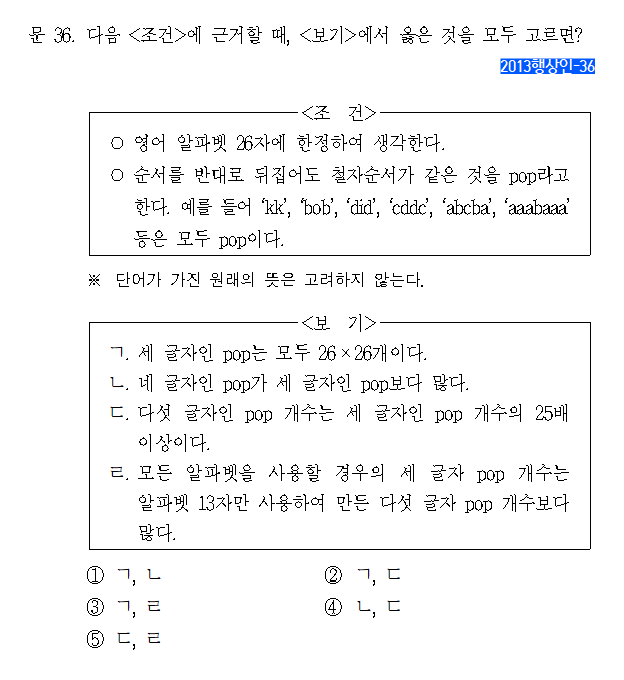 문 36. 다음 <조건>에 근거할 때, <보기>에서 옳은 것을 모두 고르면?
2013행상인-36
<조 건>
○ 영어 알파벳 26자에 한정하여 생각한다.
○ 순서를 반대로 뒤집어도 철자순서가 같은 것을 pop라고
한다. 예를 들어 ‘kk’, ‘bob’, ‘did’, ‘cddc’, ‘abcba’, ‘aaabaaa’
등은 모두 pop이다.
※ 단어가 가진 원래의 뜻은 고려하지 않는다.
<보 기>
ㄱ. 세 글자인 pop는 모두 26×26개이다.
ㄴ. 네 글자인 pop가 세 글자인 pop보다 많다.
ㄷ. 다섯 글자인 pop 개수는 세 글자인 pop 개수의 25배
이상이다.
ㄹ. 모든 알파벳을 사용할 경우의 세 글자 pop 개수는
알파벳 13자만 사용하여 만든 다섯 글자 pop 개수보다
많다.
① ㄱ, ㄴ ② ㄱ, ㄷ
③ ㄱ, ㄹ ④ ㄴ, ㄷ
⑤ ㄷ, ㄹ